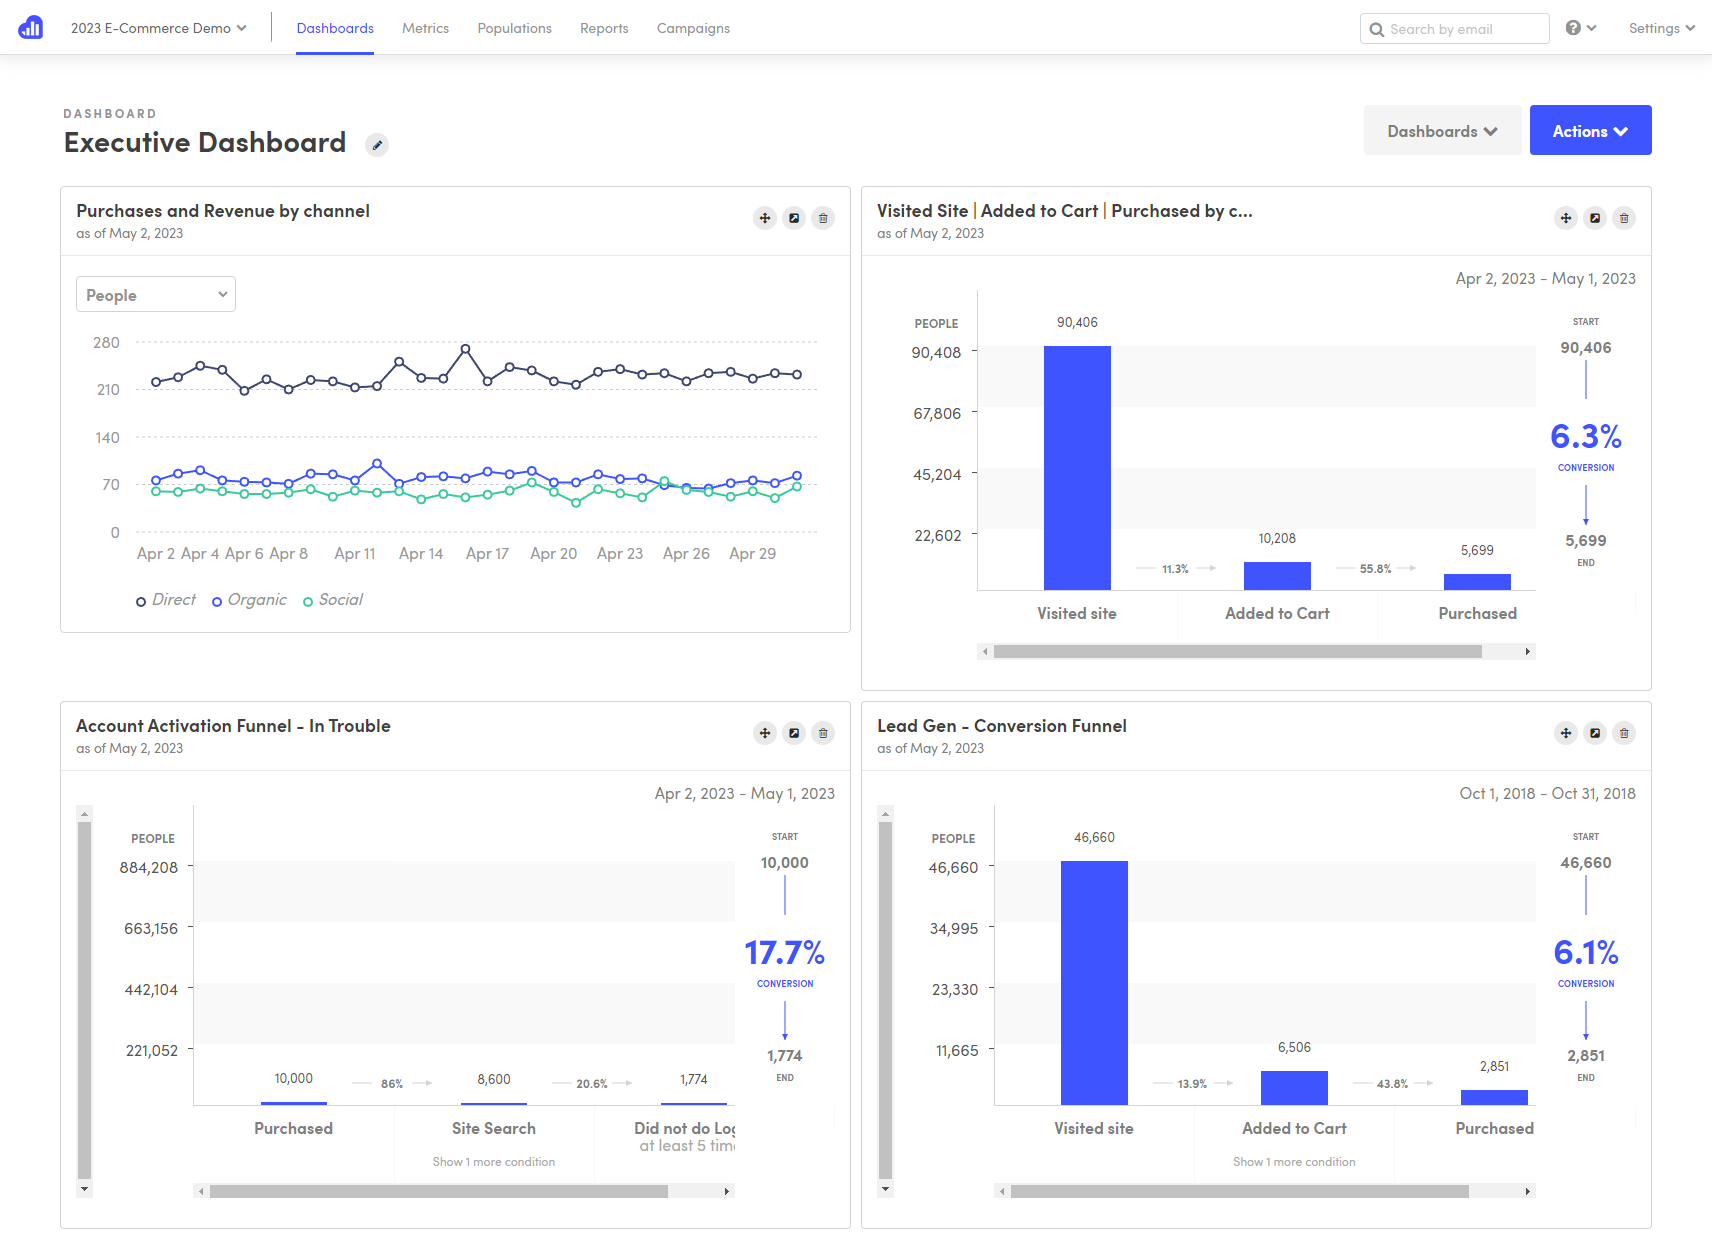 2023 E-Commerce Demo
Dashboards
Metrics
Populations
Reports
Campaigns
Search by email
?
Settings
DASHBOARD
Executive Dashboard
Dashboards
Actions
Purchases and Revenue by channel
as of May 2, 2023
People
280
210
140
70
0
Apr 2 Apr 4 Apr 6 Apr 8 Apr 11 Apr 14 Apr 17 Apr 20 Apr 23 Apr 26 Apr 29
Direct Organic Social
Visited Site | Added to Cart | Purchased by c...
as of May 2, 2023
Apr 2, 2023 - May 1, 2023
PEOPLE
90,408
67,806
45,204
22,602
90,406
11.3%
10,208
55.8%
5,699
Visited site
Added to Cart
Purchased
START
90,406
6.3%
CONVERSION
5,699
END
Account Activation Funnel - In Trouble
as of May 2, 2023
Apr 2, 2023 - May 1, 2023
PEOPLE
884,208
663,156
442,104
221,052
10,000
86%
8,600
20.6%
1,774
Purchased
Site Search
Show 1 more condition
Did not do Log
at least 5 time
START
10,000
17.7%
CONVERSION
1,774
END
Lead Gen - Conversion Funnel
as of May 2, 2023
Oct 1, 2018 - Oct 31, 2018
PEOPLE
46,660
34,995
23,330
11,665
46,660
13.9%
6,506
43.8%
2,851
Visited site
Added to Cart
Show 1 more condition
Purchased
START
46,660
6.1%
CONVERSION
2,851
END